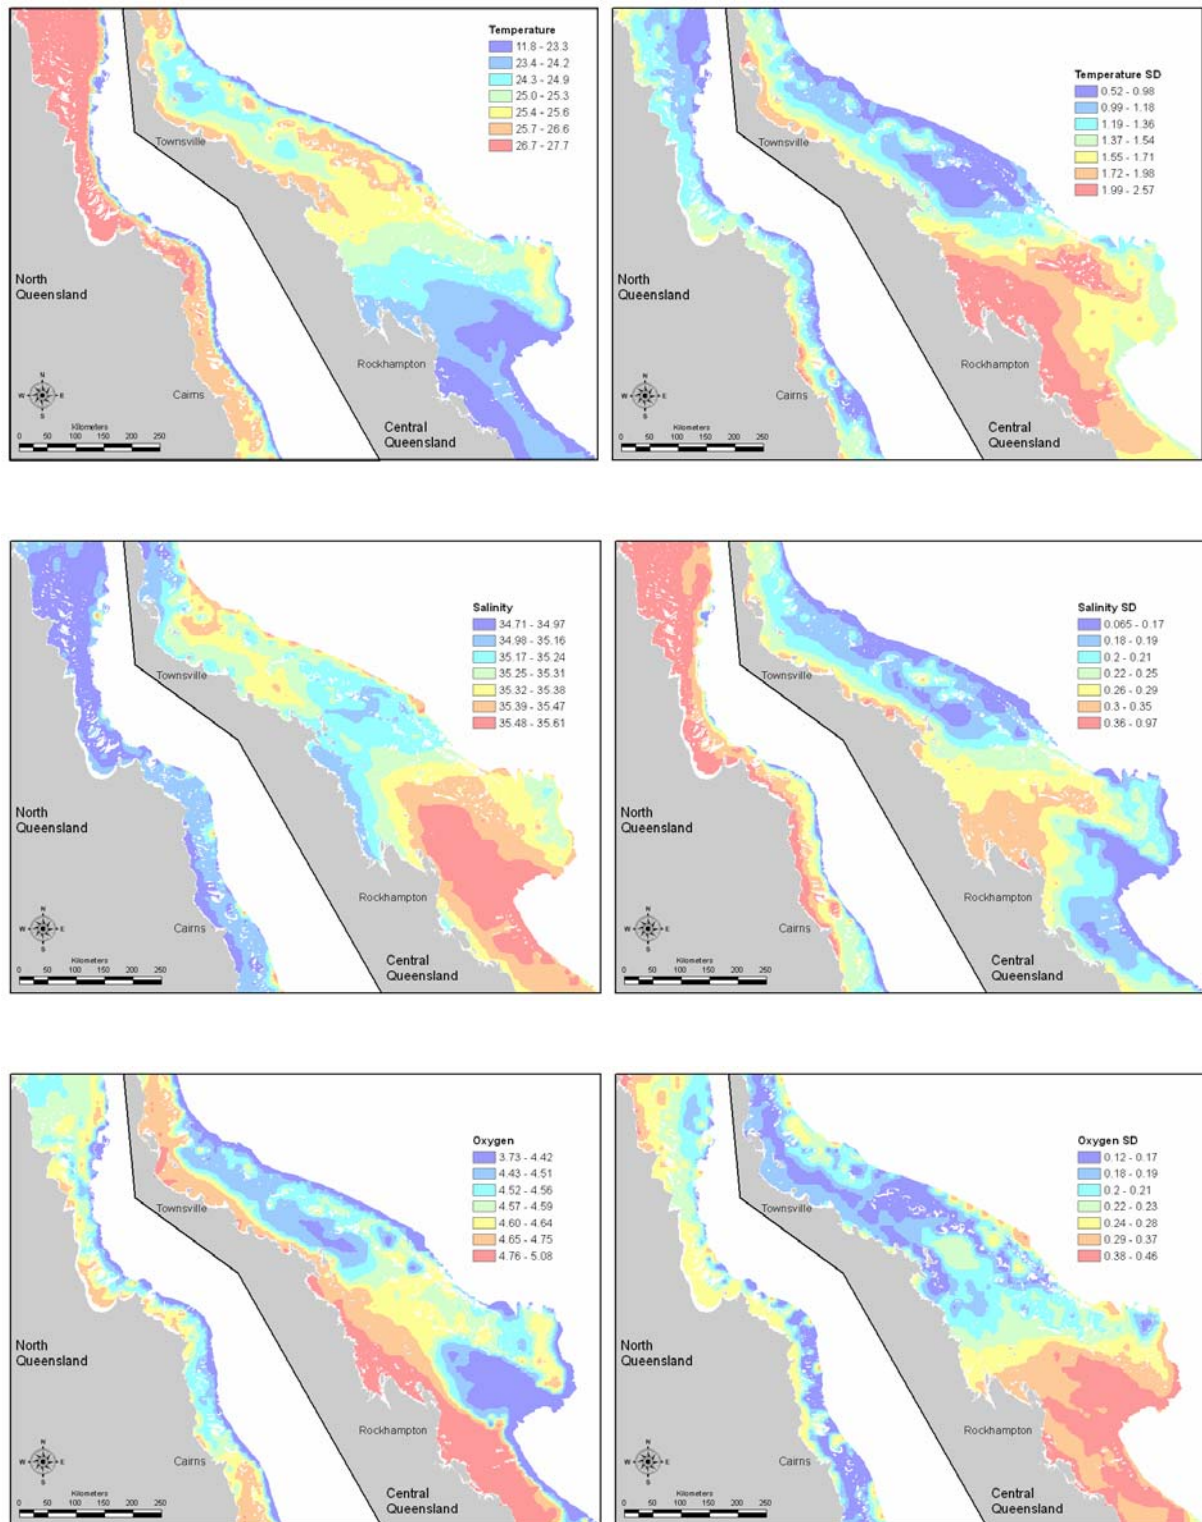 Temperature
11.8 - 23.3
23.4 - 24.2
24.3 - 24.9
25.0 - 25.3
25.4 - 25.6
25.7 - 26.6
26.7 - 27.7
Townsville
North
Queensland
Rockhampton
Cairns
Central
Queensland
N
W E
S
Kilometers
0 25 50 100 150 200 250
Temperature SD
0.52 - 0.98
0.99 - 1.18
1.19 - 1.36
1.37 - 1.54
1.55 - 1.71
1.72 - 1.98
1.99 - 2.57
Townsville
North
Queensland
Rockhampton
Cairns
Central
Queensland
N
W E
S
Kilometers
0 25 50 100 150 200 250
Salinity
34.71 - 34.97
34.98 - 35.16
35.17 - 35.24
35.25 - 35.31
35.32 - 35.38
35.39 - 35.47
35.48 - 35.61
Townsville
North
Queensland
Rockhampton
Cairns
Central
Queensland
N
W E
S
Kilometers
0 25 50 100 150 200 250
Salinity SD
0.065 - 0.17
0.18 - 0.19
0.2 - 0.21
0.22 - 0.25
0.26 - 0.29
0.3 - 0.35
0.36 - 0.97
Townsville
North
Queensland
Rockhampton
Cairns
Central
Queensland
N
W E
S
Kilometers
0 25 50 100 150 200 250
Oxygen
3.73 - 4.42
4.43 - 4.51
4.52 - 4.56
4.57 - 4.59
4.60 - 4.64
4.65 - 4.75
4.76 - 5.08
Townsville
North
Queensland
Rockhampton
Cairns
Central
Queensland
N
W E
S
Kilometers
0 25 50 100 150 200 250
Oxygen SD
0.12 - 0.17
0.18 - 0.19
0.2 - 0.21
0.22 - 0.23
0.24 - 0.28
0.29 - 0.37
0.38 - 0.46
Townsville
North
Queensland
Rockhampton
Cairns
Central
Queensland
N
W E
S
Kilometers
0 25 50 100 150 200 250